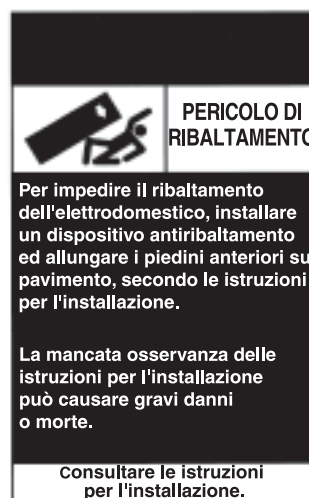 PERICOLO DI
RIBALTAMENTO
Per impedire il ribaltamento
dell'elettrodomestico, installare
un dispositivo antiribaltamento
ed allungare i piedini anteriori su
pavimento, secondo le istruzioni
per l'installazione.
La mancata osservanza delle
istruzioni per l'installazione
può causare gravi danni
o morte.
Consultare le istruzioni
per l'installazione.